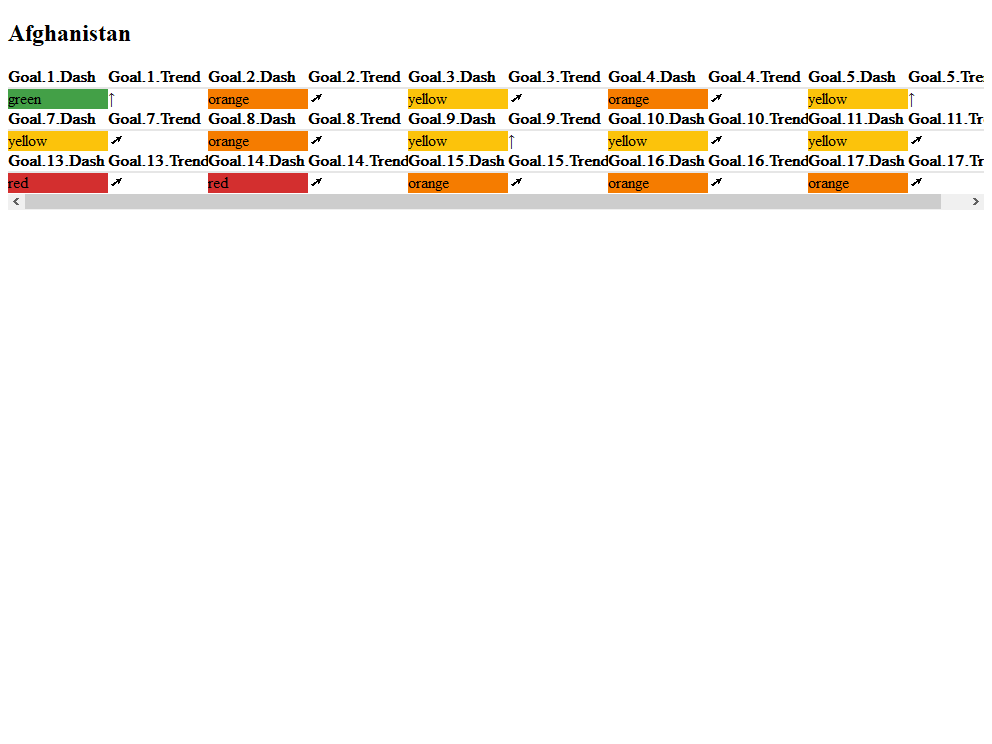 Afghanistan
Goal.1.Dash Goal.1.Trend Goal.2.Dash Goal.2.Trend Goal.3.Dash Goal.3.Trend Goal.4.Dash Goal.4.Trend Goal.5.Dash Goal.5.Tre
green ↑ orange ➚ yellow ➚ orange ➚ yellow ↑
Goal.7.Dash Goal.7.Trend Goal.8.Dash Goal.8.Trend Goal.9.Dash Goal.9.Trend Goal.10.Dash Goal.10.Trend Goal.11.Dash Goal.11.Tr
yellow ➚ orange ➚ yellow ↑ yellow ➚ yellow ➚
Goal.13.Dash Goal.13.Trend Goal.14.Dash Goal.14.Trend Goal.15.Dash Goal.15.Trend Goal.16.Dash Goal.16.Trend Goal.17.Dash Goal.17.T
red ➚ red ➚ orange ➚ orange ➚ orange ➚